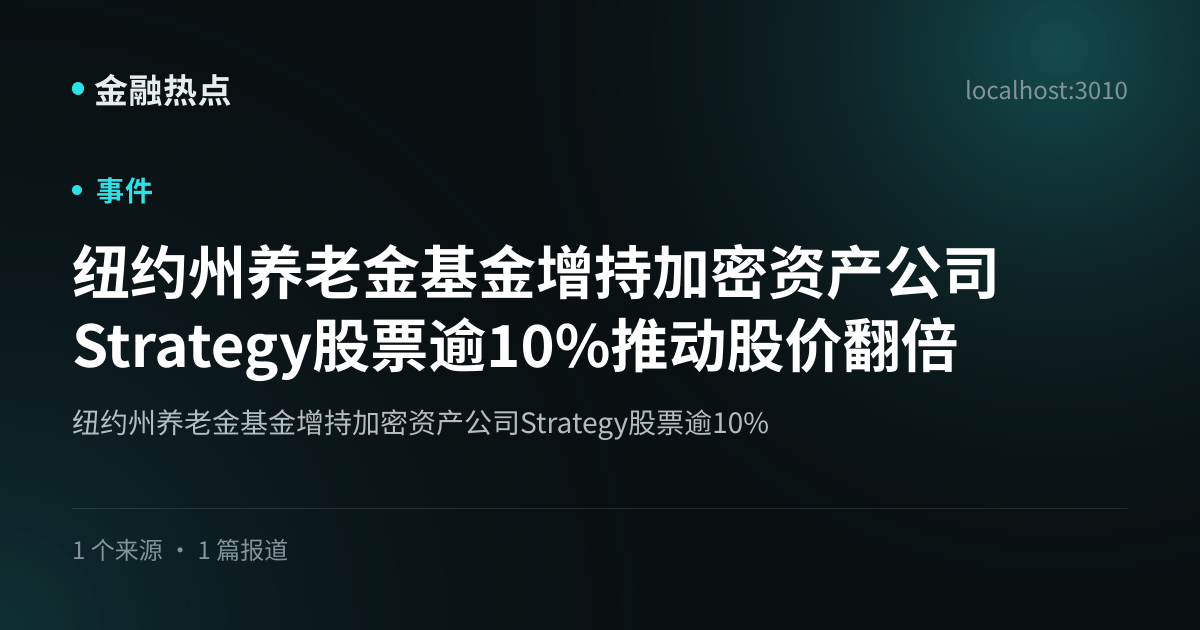 金融热点
localhost:3010
事件
纽约州养老金基金增持加密资产公司
Strategy股票逾10%推动股价翻倍
纽约州养老金基金增持加密资产公司Strategy股票逾10%
1 个来源 · 1 篇报道